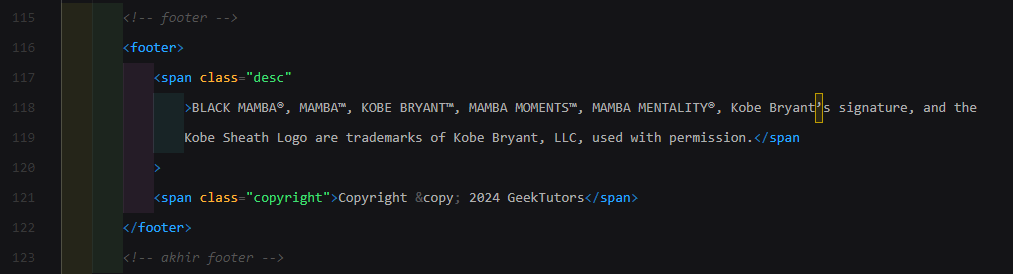 115 <!-- footer -->
116 <footer>
117 <span class="desc"
118 >BLACK MAMBA®, MAMBA™, KOBE BRYANT™, MAMBA MOMENTS™, MAMBA MENTALITY®, Kobe Bryant’s signature, and the
119 Kobe Sheath Logo are trademarks of Kobe Bryant, LLC, used with permission.</span
120 >
121 <span class="copyright">Copyright &copy; 2024 GeekTutors</span>
122 </footer>
123 <!-- akhir footer -->